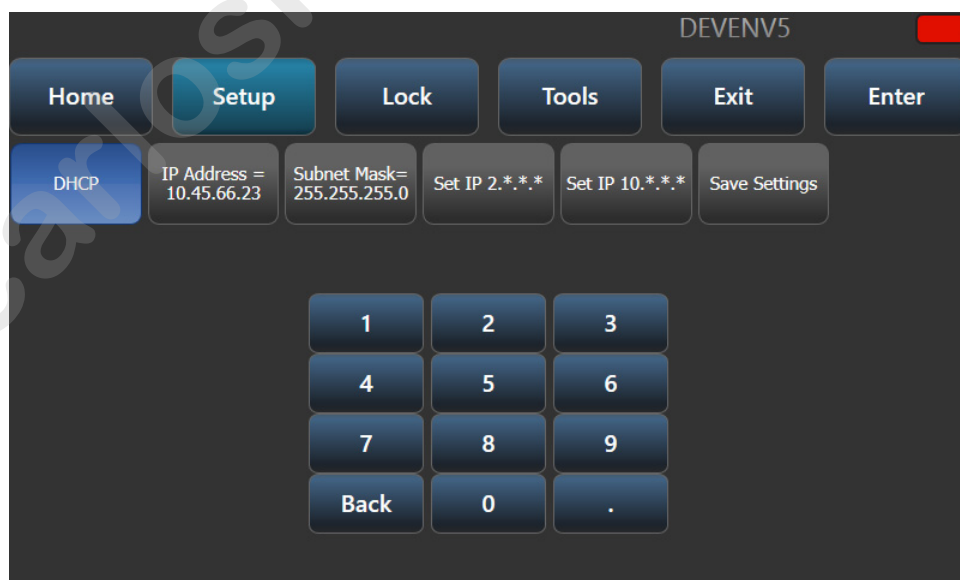 DEVENV5
Home Setup Lock Tools Exit Enter
DHCP
IP Address =
10.45.66.23
Subnet Mask=
255.255.255.0
Set IP 2.*.*.*
Set IP 10.*.*.*
Save Settings
1 2 3
4 5 6
7 8 9
Back 0 .
carlos